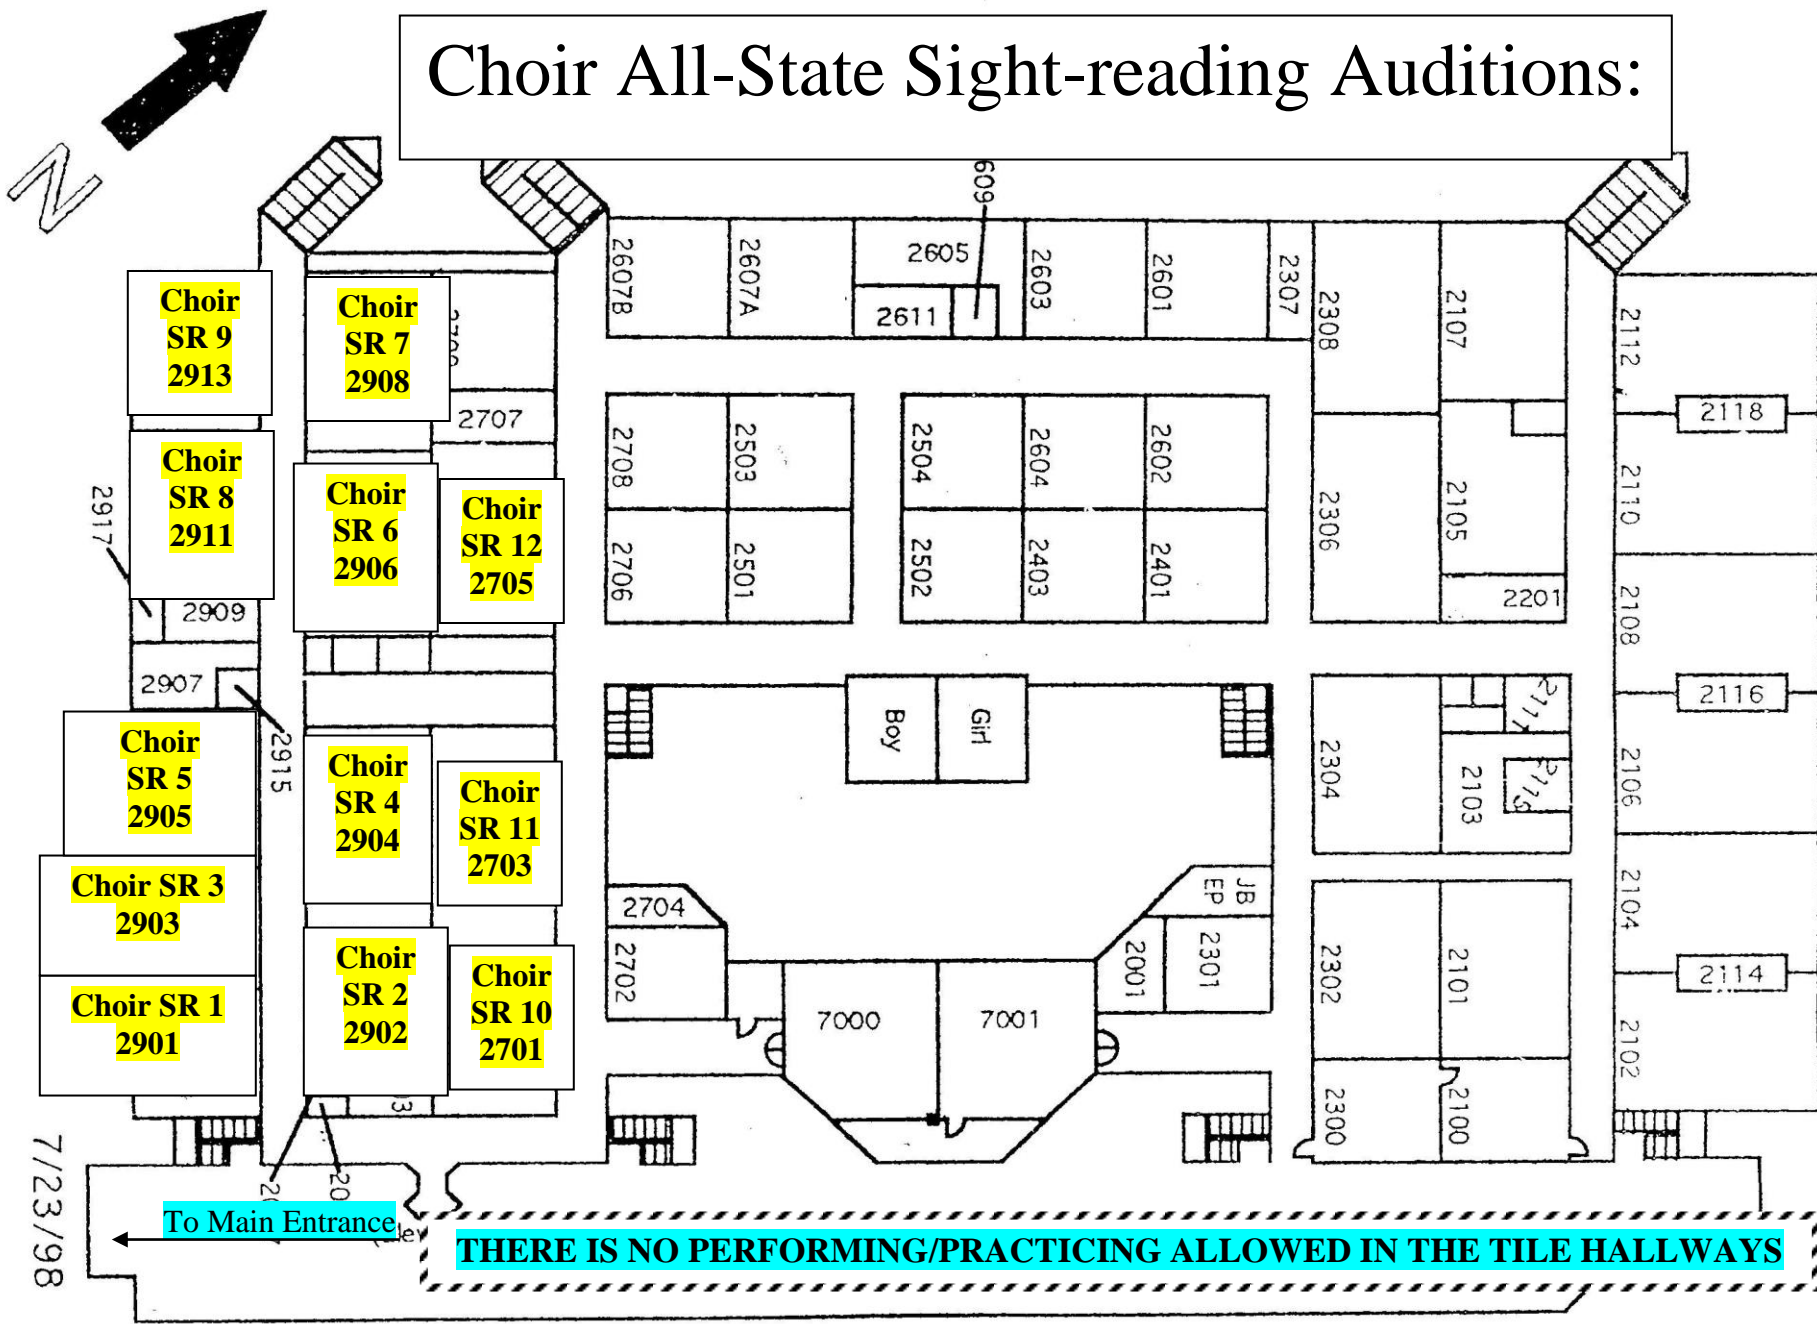 Choir All-State Sight-reading Auditions:
N
609
2607B
2607A
2605
2611
2603
2601
2307
2308
2107
2112
Choir
SR 9
2913
Choir
SR 7
2908
2707
2118
Choir
SR 8
2911
Choir
SR 6
2906
Choir
SR 12
2705
2708
2503
2504
2604
2602
2306
2105
2110
2917
2909
2706
2501
2502
2403
2401
2201
2108
2907
2915
Boy
Girl
2304
2103
2116
2106
Choir
SR 5
2905
Choir
SR 4
2904
Choir
SR 11
2703
Choir SR 3
2903
2704
JB
EP
2104
Choir SR 1
2901
Choir
SR 2
2902
Choir
SR 10
2701
2702
7000
7001
2001
2301
2302
2101
2114
2102
2300
2100
7/23/98
To Main Entrance
THERE IS NO PERFORMING/PRACTICING ALLOWED IN THE TILE HALLWAYS